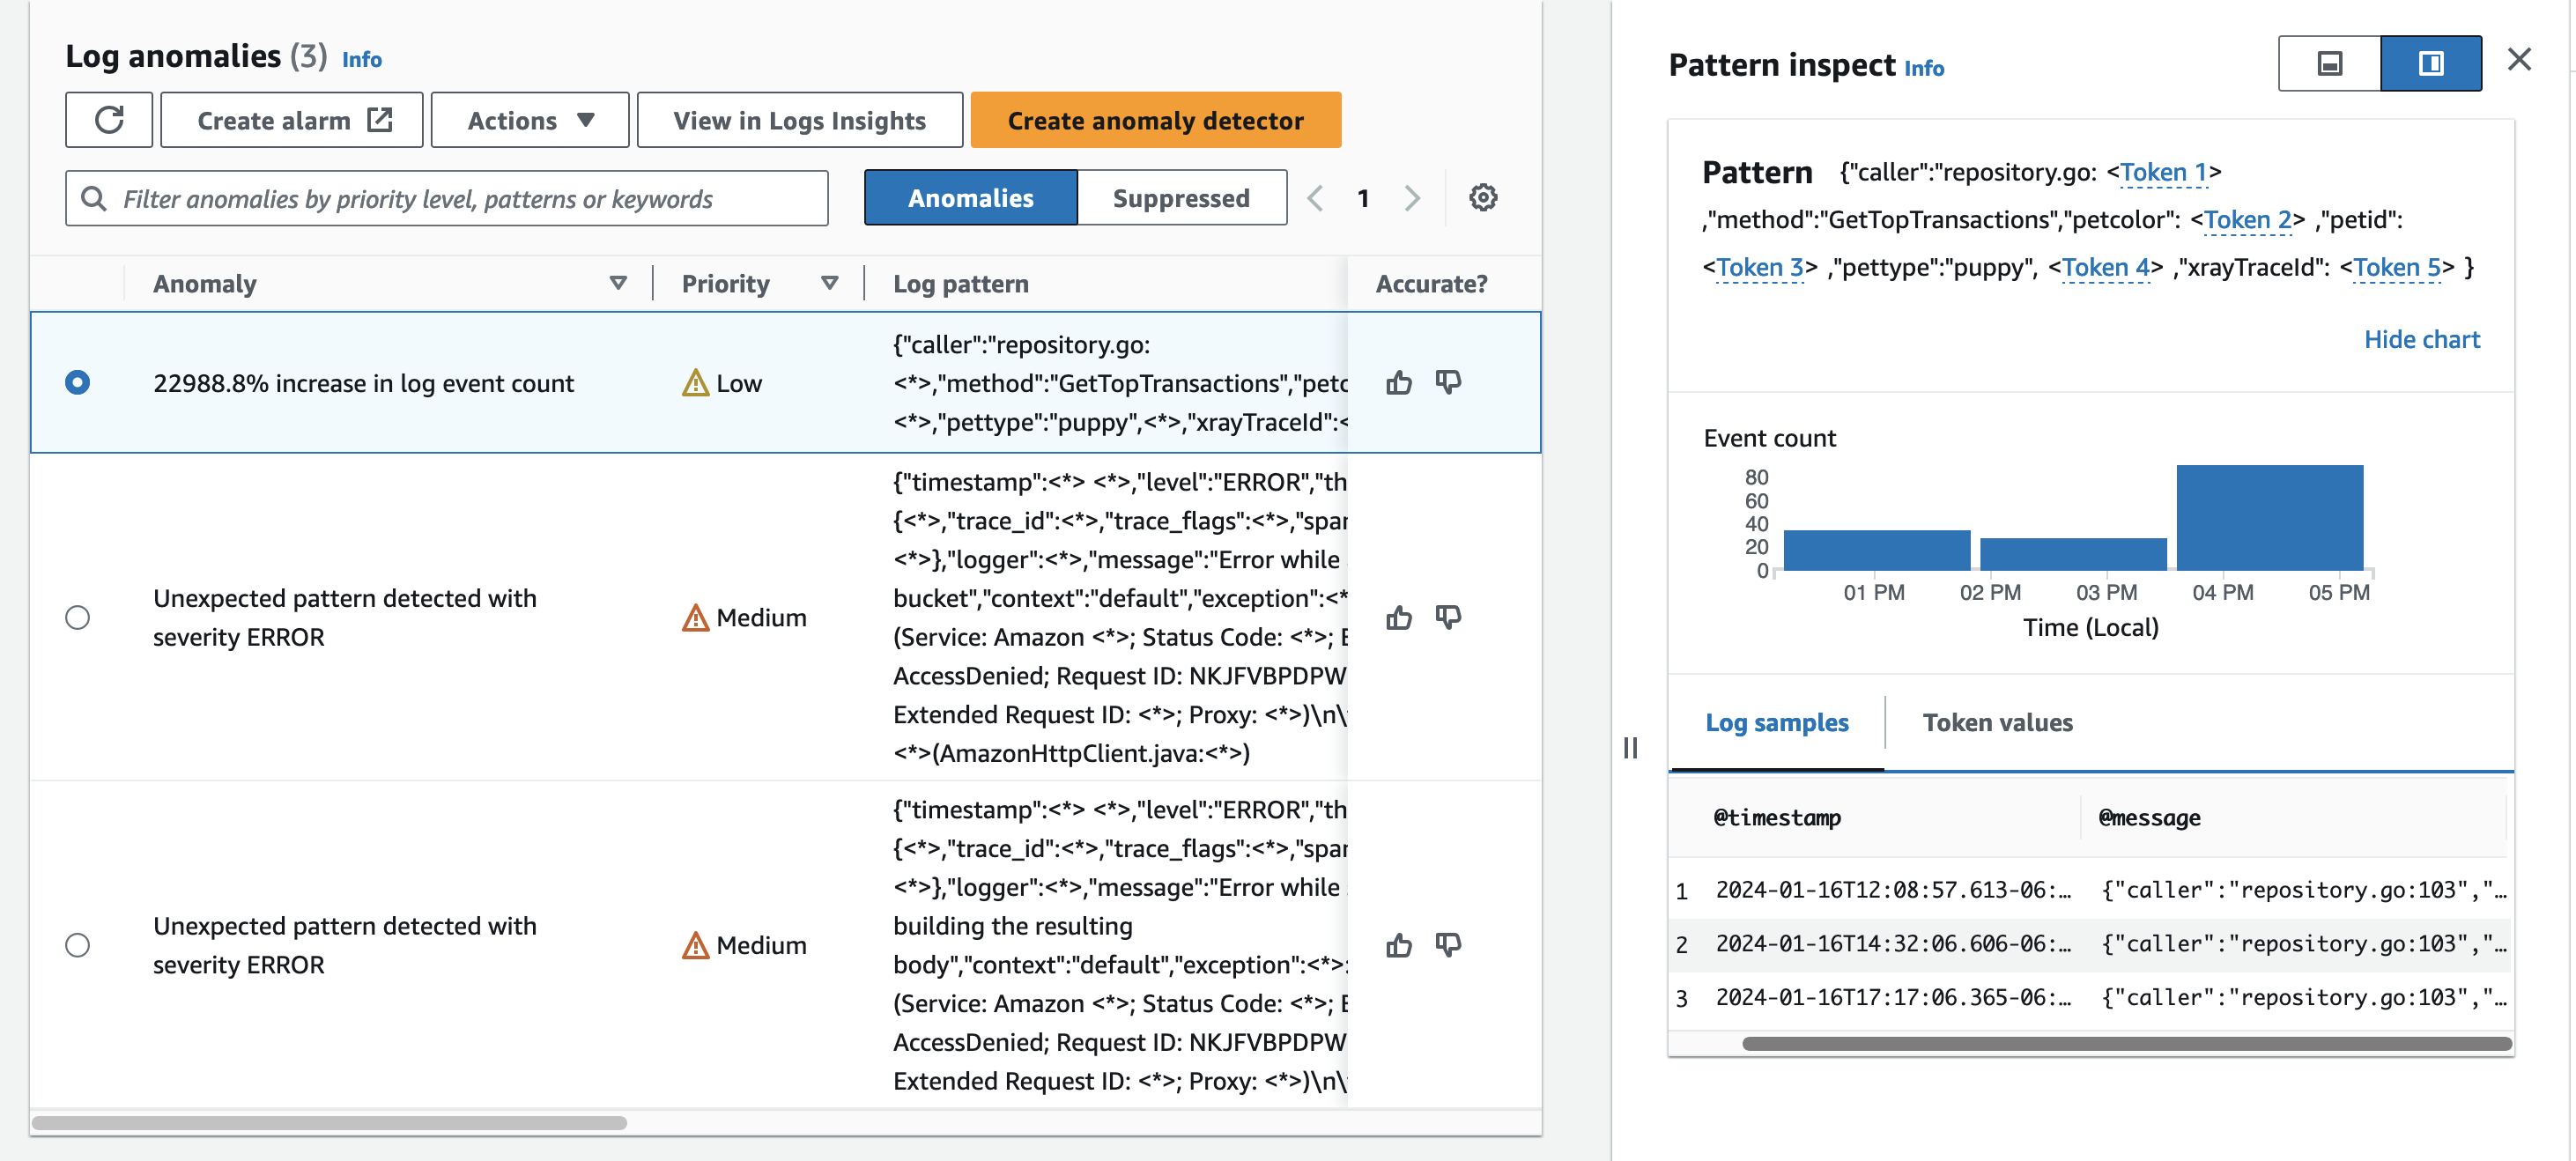 Log anomalies (3) Info
Create alarm
Actions
View in Logs Insights
Create anomaly detector
Filter anomalies by priority level, patterns or keywords
Anomalies
Suppressed
1
Anomaly
Priority
Log pattern
Accurate?
22988.8% increase in log event count
Low
{"caller":"repository.go:
<*>,"method":"GetTopTransactions","petc
<*>,"pettype":"puppy",<*>,"xrayTraceId":<
Unexpected pattern detected with
severity ERROR
Medium
{"timestamp":<*> <*>,"level":"ERROR","th
{<*>,"trace_id":<*>,"trace_flags":<*>,"spar
<*>},"logger":<*>,"message":"Error while
bucket","context":"default","exception":<*
(Service: Amazon <*>; Status Code: <*>; E
AccessDenied; Request ID: NKJFVBPDPW
Extended Request ID: <*>; Proxy: <*>)\n\
<*>(AmazonHttpClient.java:<*>)
Unexpected pattern detected with
severity ERROR
Medium
{"timestamp":<*> <*>,"level":"ERROR","th
{<*>,"trace_id":<*>,"trace_flags":<*>,"spar
<*>},"logger":<*>,"message":"Error while
building the resulting
body","context":"default","exception":<*>:
(Service: Amazon <*>; Status Code: <*>; E
AccessDenied; Request ID: NKJFVBPDPW
Extended Request ID: <*>; Proxy: <*>)\n\
Pattern inspect Info
Pattern {"caller":"repository.go: <Token 1>
,"method":"GetTopTransactions","petcolor": <Token 2> ,"petid":
<Token 3> ,"pettype":"puppy", <Token 4> ,"xrayTraceId": <Token 5> }
Hide chart
Event count
80
60
40
20
0
01 PM 02 PM 03 PM 04 PM 05 PM
Time (Local)
Log samples
Token values
@timestamp @message
1 2024-01-16T12:08:57.613-06:… {"caller":"repository.go:103","…
2 2024-01-16T14:32:06.606-06:… {"caller":"repository.go:103","…
3 2024-01-16T17:17:06.365-06:… {"caller":"repository.go:103","…